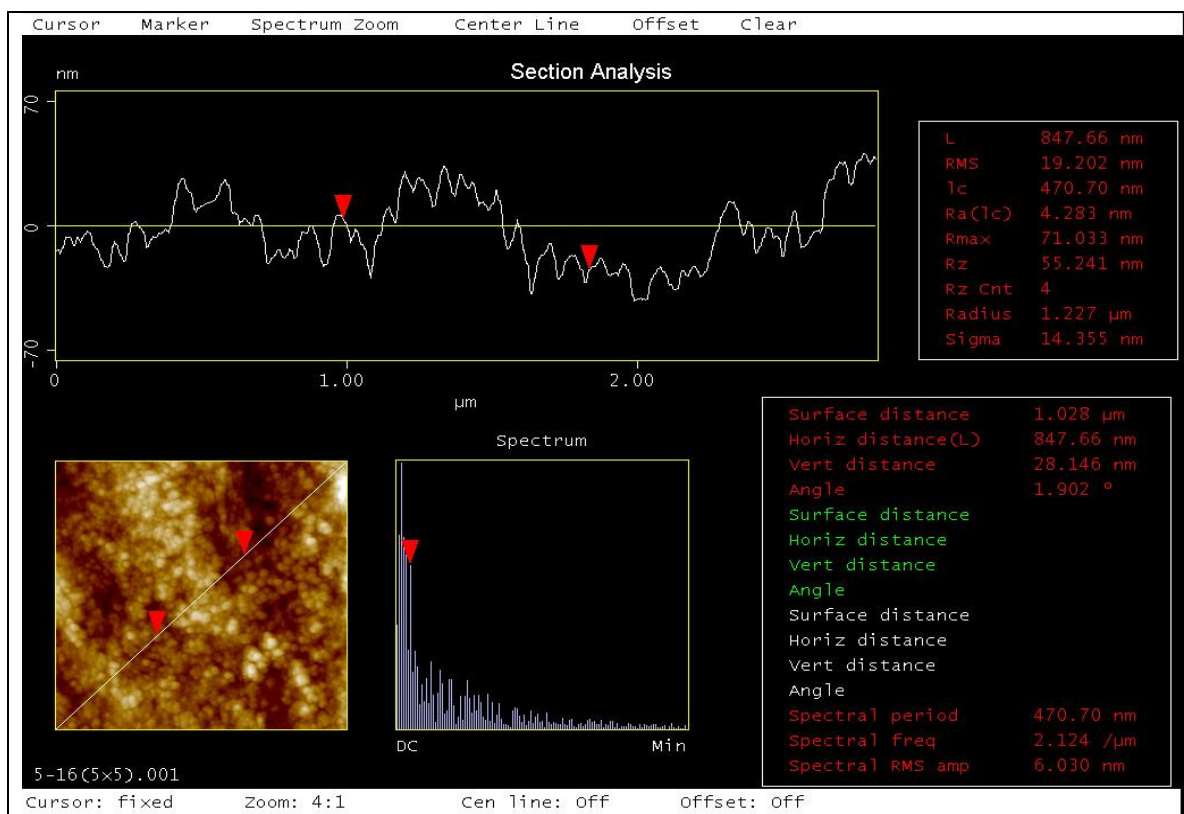 Cursor Marker Spectrum Zoom Center Line Offset Clear
nm
Section Analysis
70
0
-70
0 1.00 2.00
µm
L 847.66 nm
RMS 19.202 nm
lc 470.70 nm
Ra(lc) 4.283 nm
Rmax 71.033 nm
Rz 55.241 nm
Rz Cnt 4
Radius 1.227 µm
Sigma 14.355 nm
Spectrum
DC Min
Surface distance 1.028 µm
Horiz distance(L) 847.66 nm
Vert distance 28.146 nm
Angle 1.902 °
Surface distance
Horiz distance
Vert distance
Angle
Surface distance
Horiz distance
Vert distance
Angle
Spectral period 470.70 nm
Spectral freq 2.124 /µm
Spectral RMS amp 6.030 nm
5-16(5×5).001
Cursor: fixed Zoom: 4:1 Cen line: Off Offset: Off